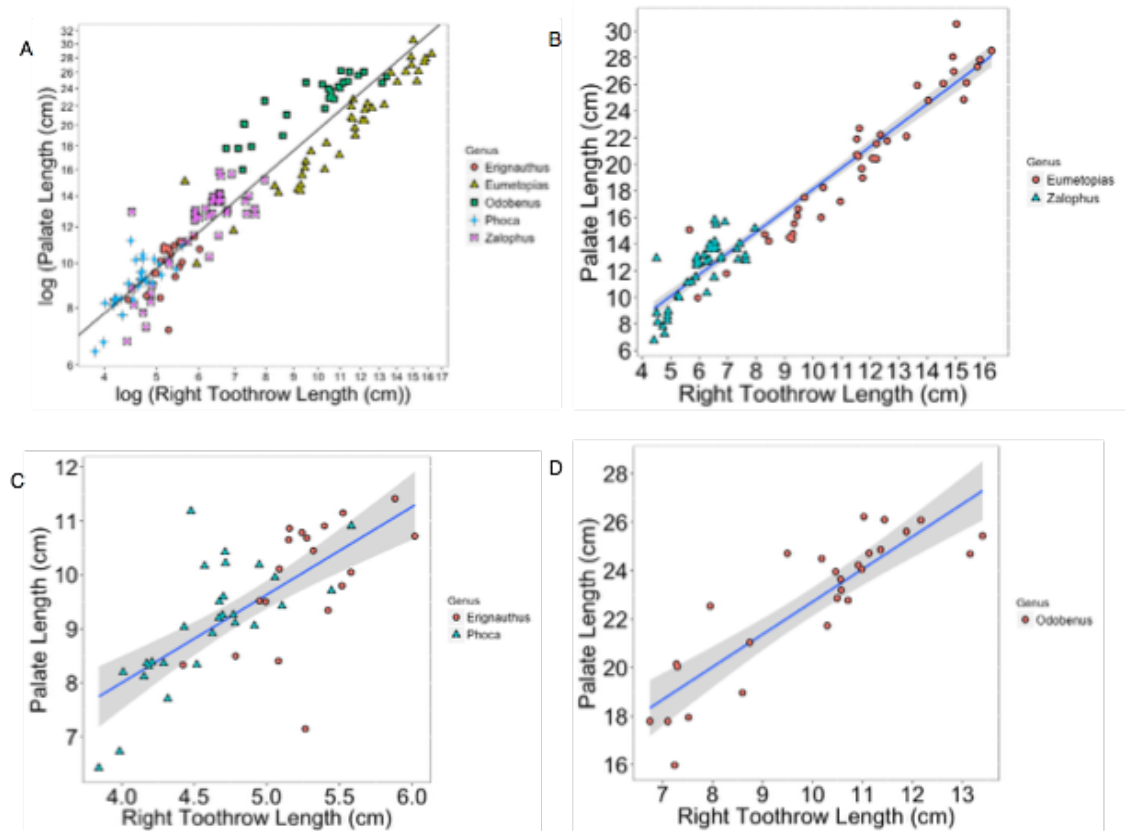 A
log (Palate Length (cm))
32
30
28
26
24
22
20
18
16
14
12
10
8
6
4 5 6 7 8 9 10 11 12 13 14 15 16 17
log (Right Toothrow Length (cm))
Genus
Erignauthus
Eumetopias
Odobenus
Phoca
Zalophus
B
Palate Length (cm)
30
28
26
24
22
20
18
16
14
12
10
8
6
4 5 6 7 8 9 10 11 12 13 14 15 16
Right Toothrow Length (cm)
Genus
Eumetopias
Zalophus
C
Palate Length (cm)
12
11
10
9
8
7
4.0 4.5 5.0 5.5 6.0
Right Toothrow Length (cm)
Genus
Erignauthus
Phoca
D
Palate Length (cm)
28
26
24
22
20
18
16
7 8 9 10 11 12 13
Right Toothrow Length (cm)
Genus
Odobenus